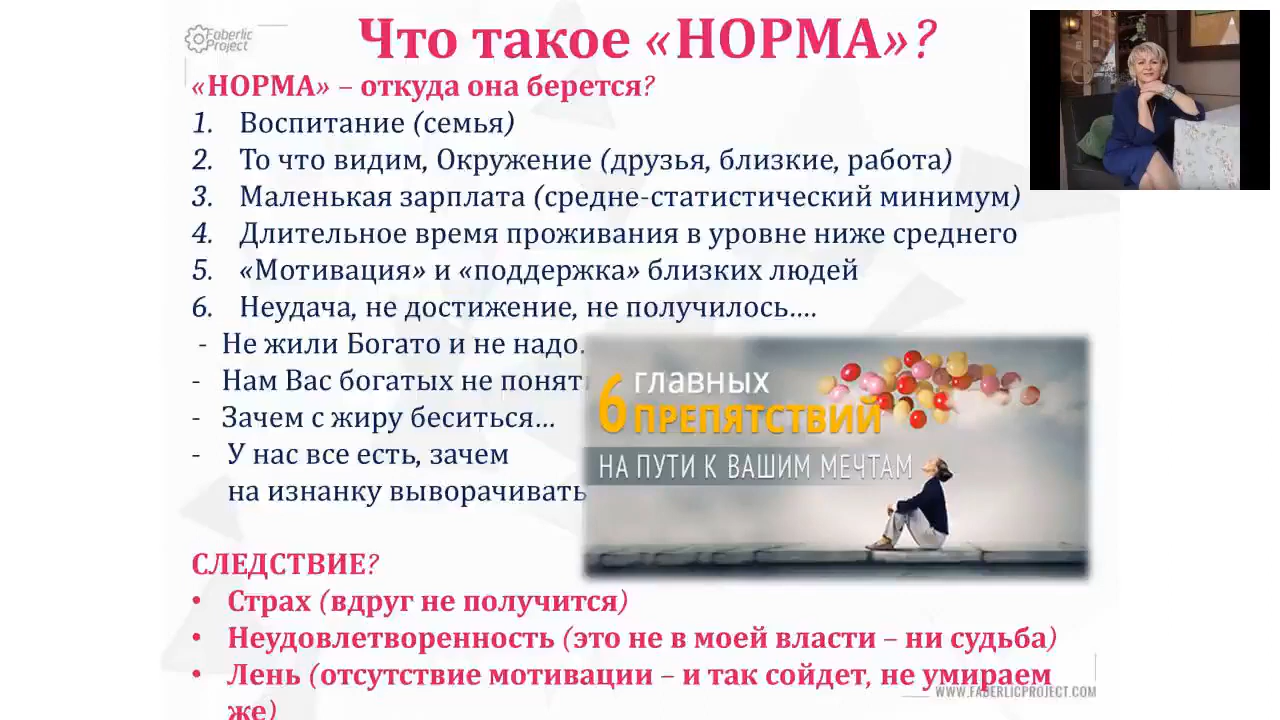 Faberlic
Project
Что такое «НОРМА»?
«НОРМА» – откуда она берется?
1. Воспитание (семья)
2. То что видим, Окружение (друзья, близкие, работа)
3. Маленькая зарплата (средне-статистический минимум)
4. Длительное время проживания в уровне ниже среднего
5. «Мотивация» и «поддержка» близких людей
6. Неудача, не достижение, не получилось....
- Не жили Богато и не надо.
- Нам Вас богатых не понят
- Зачем с жиру беситься...
- У нас все есть, зачем
на изнанку выворачивать
6 главных
ПРЕПЯТСТВИЙ
НА ПУТИ К ВАШИМ МЕЧТАМ
СЛЕДСТВИЕ?
• Страх (вдруг не получится)
• Неудовлетворенность (это не в моей власти – ни судьба)
• Лень (отсутствие мотивации – и так сойдет, не умираем
же)
WWW.FABERLICPROJECT.COM